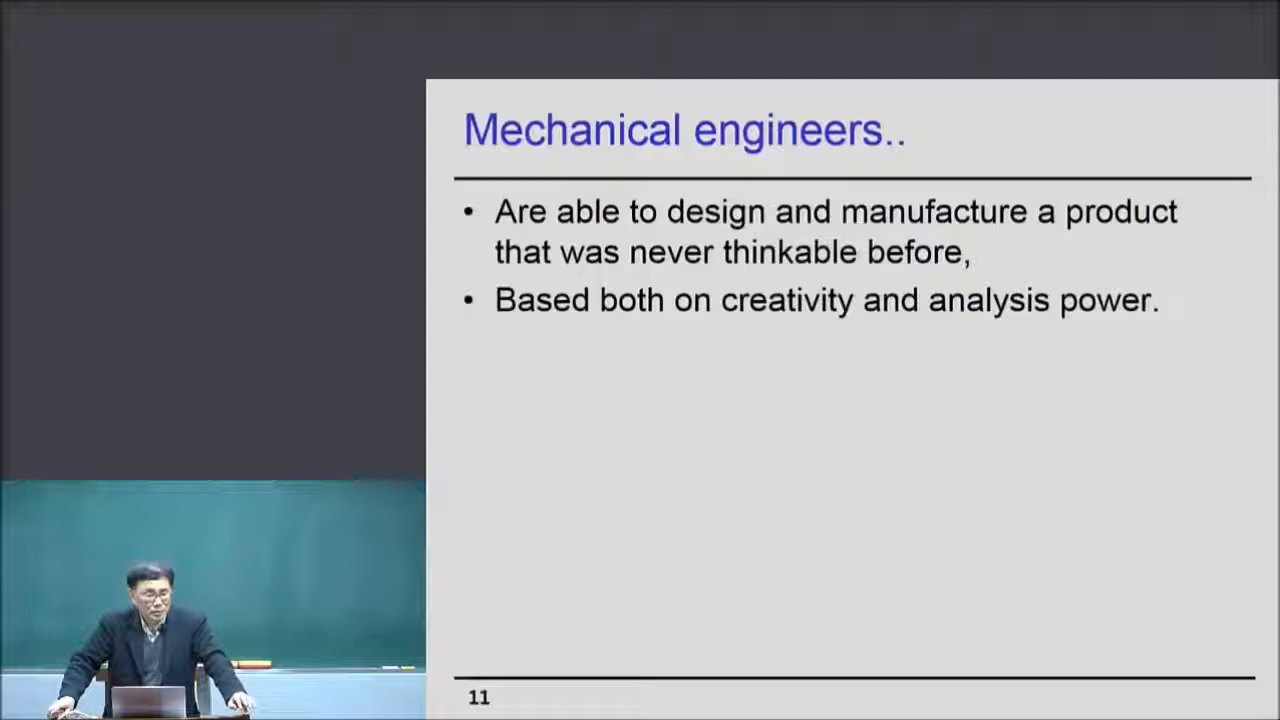 Mechanical engineers..
• Are able to design and manufacture a product
that was never thinkable before,
• Based both on creativity and analysis power.
11